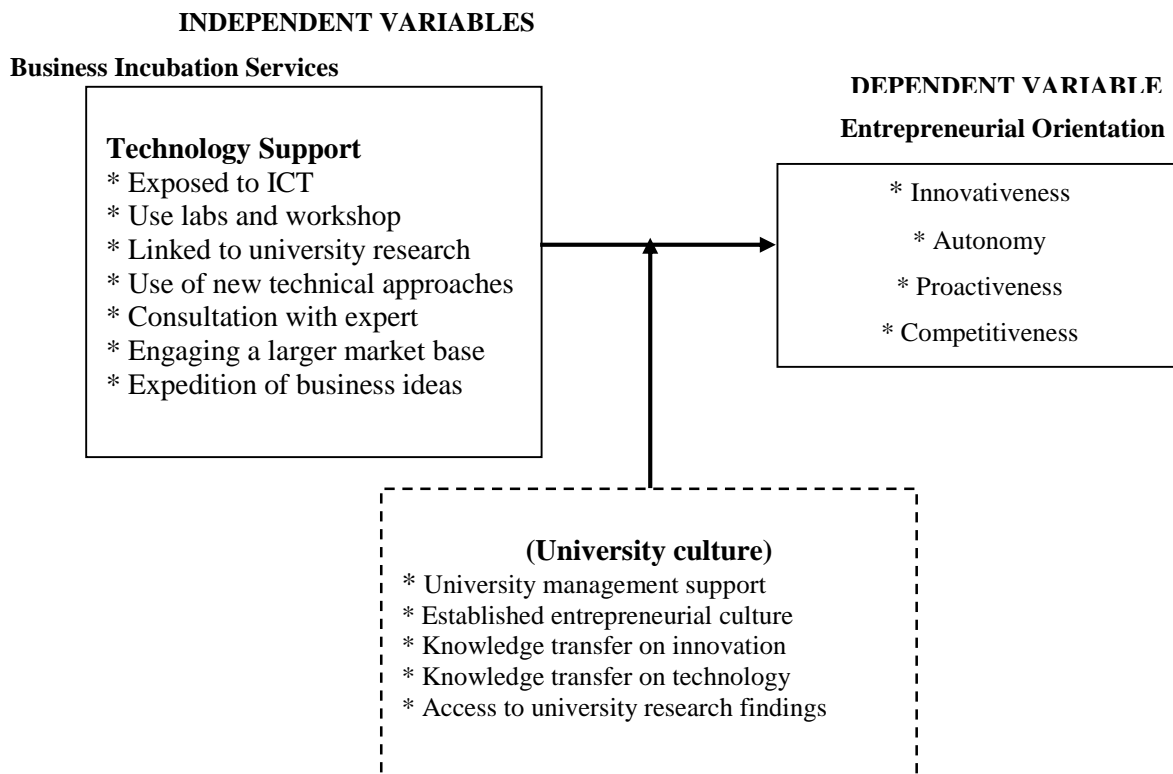 INDEPENDENT VARIABLES
Business Incubation Services
Technology Support
* Exposed to ICT
* Use labs and workshop
* Linked to university research
* Use of new technical approaches
* Consultation with expert
* Engaging a larger market base
* Expedition of business ideas
DEPENDENT VARIABLE
Entrepreneurial Orientation
* Innovativeness
* Autonomy
* Proactiveness
* Competitiveness
(University culture)
* University management support
* Established entrepreneurial culture
* Knowledge transfer on innovation
* Knowledge transfer on technology
* Access to university research findings